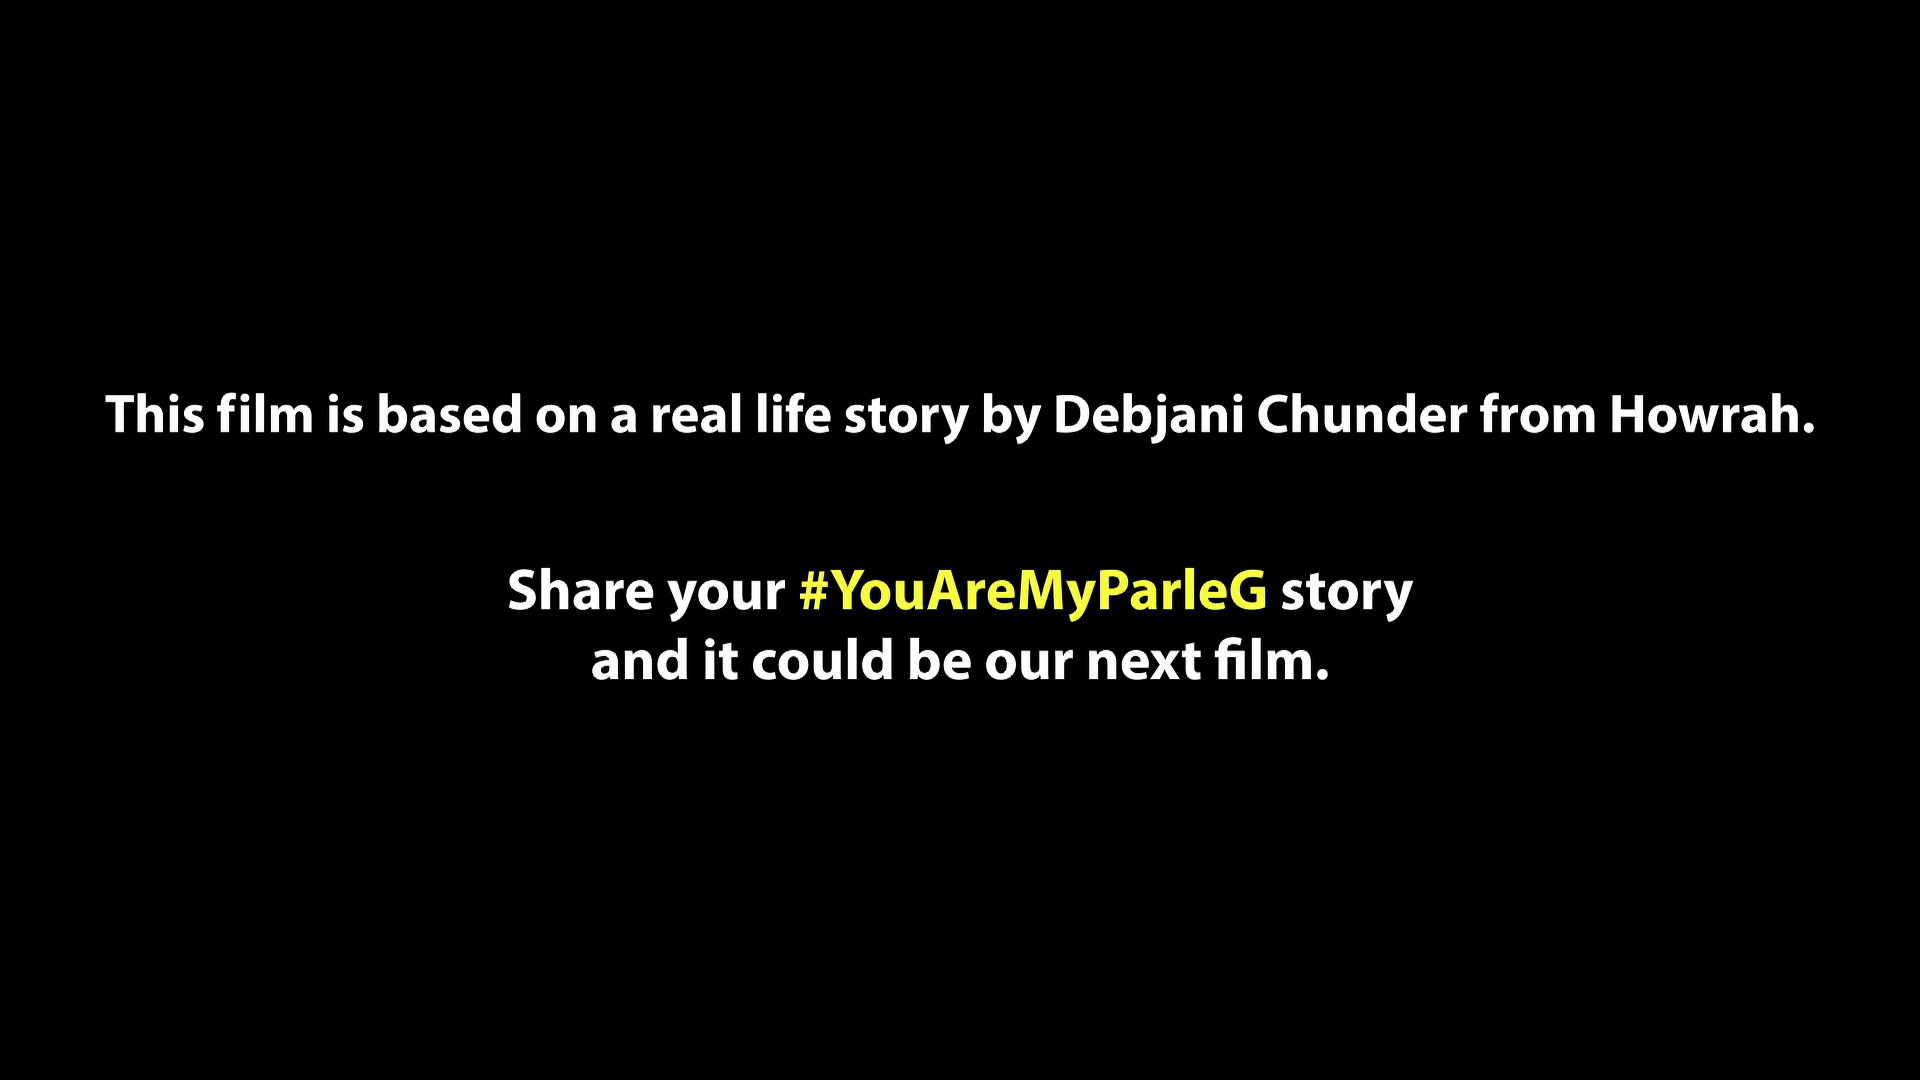 This film is based on a real life story by Debjani Chunder from Howrah.
Share your #YouAreMyParleG story
and it could be our next film.